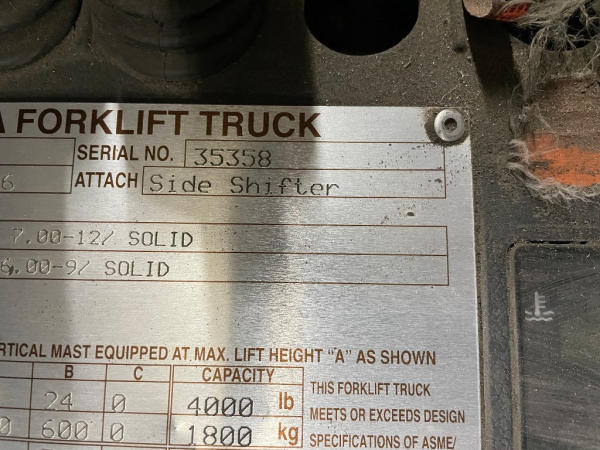 A FORKLIFT TRUCK
SERIAL NO. 35358
6 ATTACH Side Shifter
7.00-12/ SOLID
6.00-9/ SOLID
RTICAL MAST EQUIPPED AT MAX. LIFT HEIGHT "A" AS SHOWN
B C CAPACITY
24 0 4000 lb
0 600 0 1800 kg
THIS FORKLIFT TRUCK
MEETS OR EXCEEDS DESIGN
SPECIFICATIONS OF ASME/